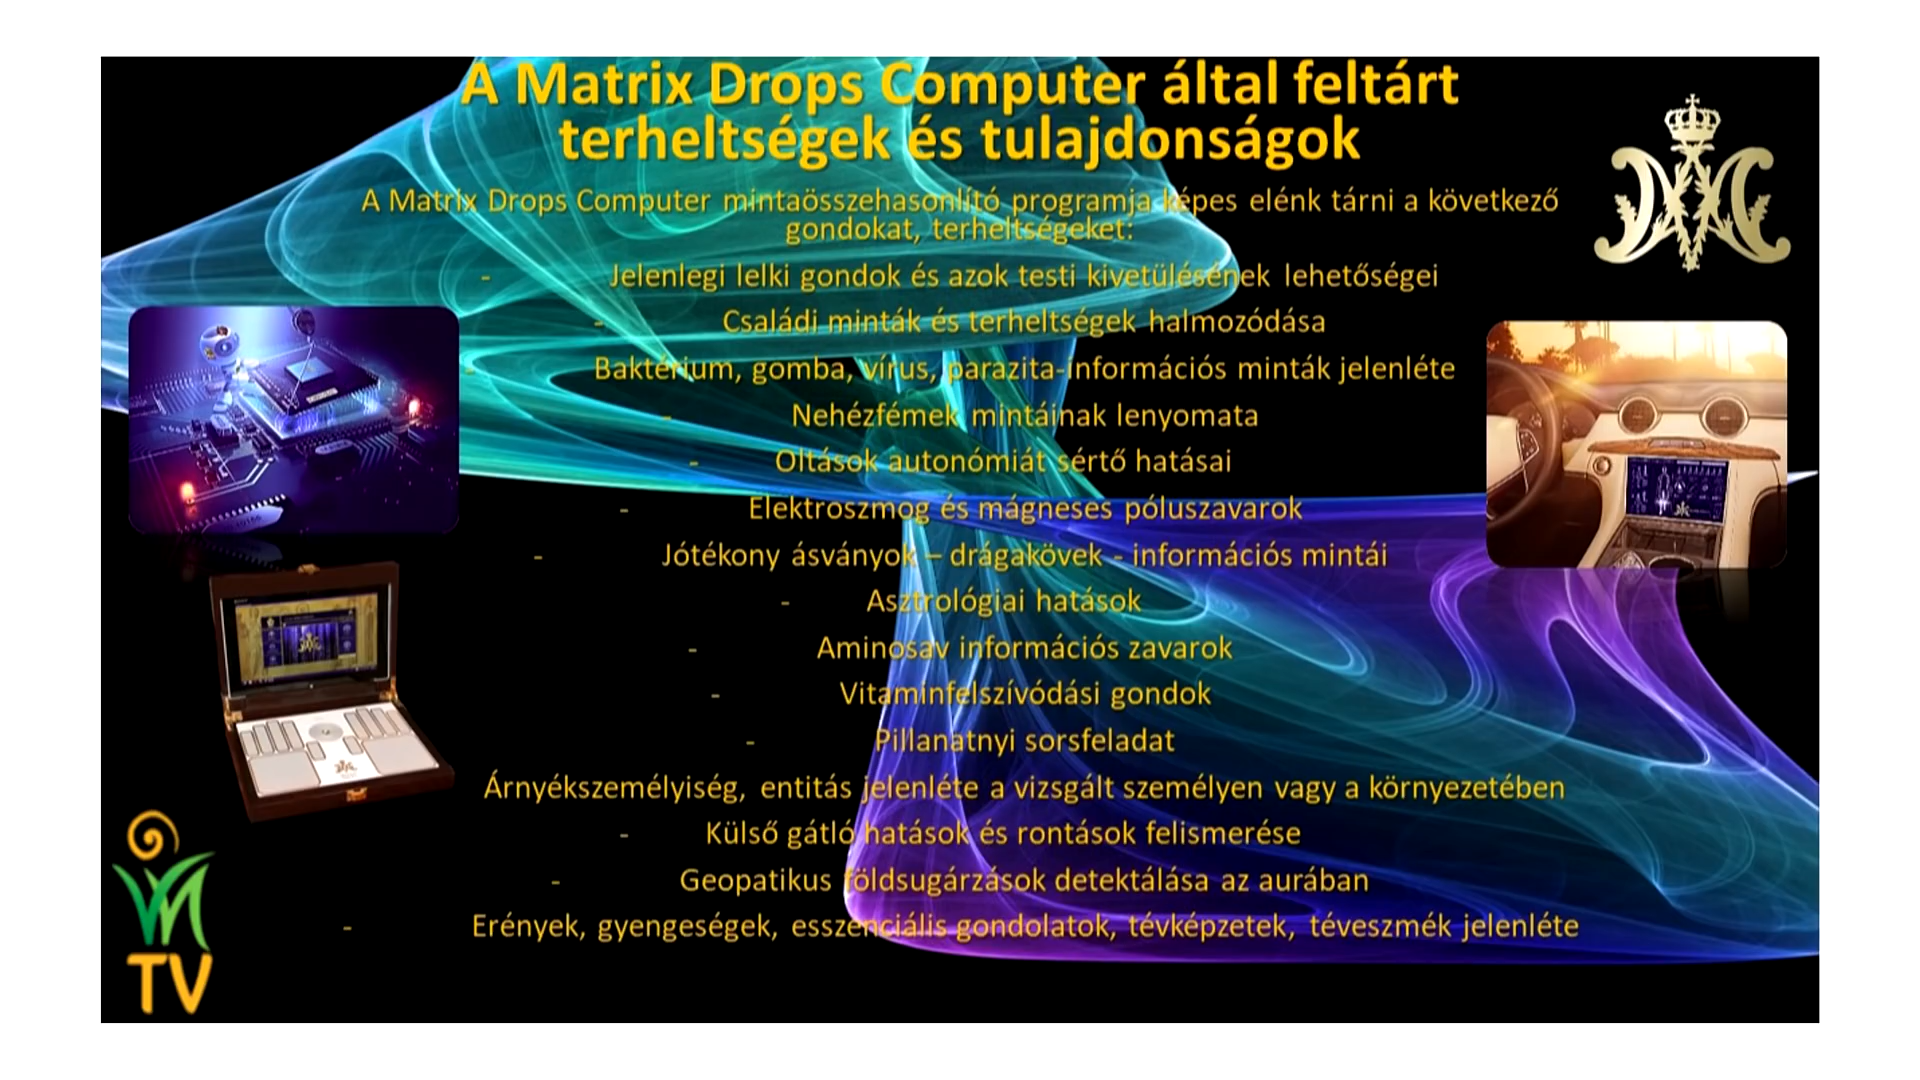 A Matrix Drops Computer által feltárt
terheltségek és tulajdonságok
A Matrix Drops Computer mintaösszehasonlító programja képes elénk tárni a következő
gondokat, terheltségeket:
- Jelenlegi lelki gondok és azok testi kivetülésének lehetőségei
- Családi minták és terheltségek halmozódása
- Baktérium, gomba, vírus, parazita-információs minták jelenléte
- Nehézfémek mintáinak lenyomata
- Oltások autonómiát sértő hatásai
- Elektroszmog és mágneses póluszavarok
- Jótékony ásványok – drágakövek - információs mintái
- Asztrológiai hatások
- Aminosav információs zavarok
- Vitaminfelszívódási gondok
- Pillanatnyi sorsfeladat
Árnyékszemélyiség, entitás jelenléte a vizsgált személyen vagy a környezetében
- Külső gátló hatások és rontások felismerése
- Geopatikus földsugárzások detektálása az aurában
- Erények, gyengeségek, esszenciális gondolatok, tévképzetek, téveszmék jelenléte
TV